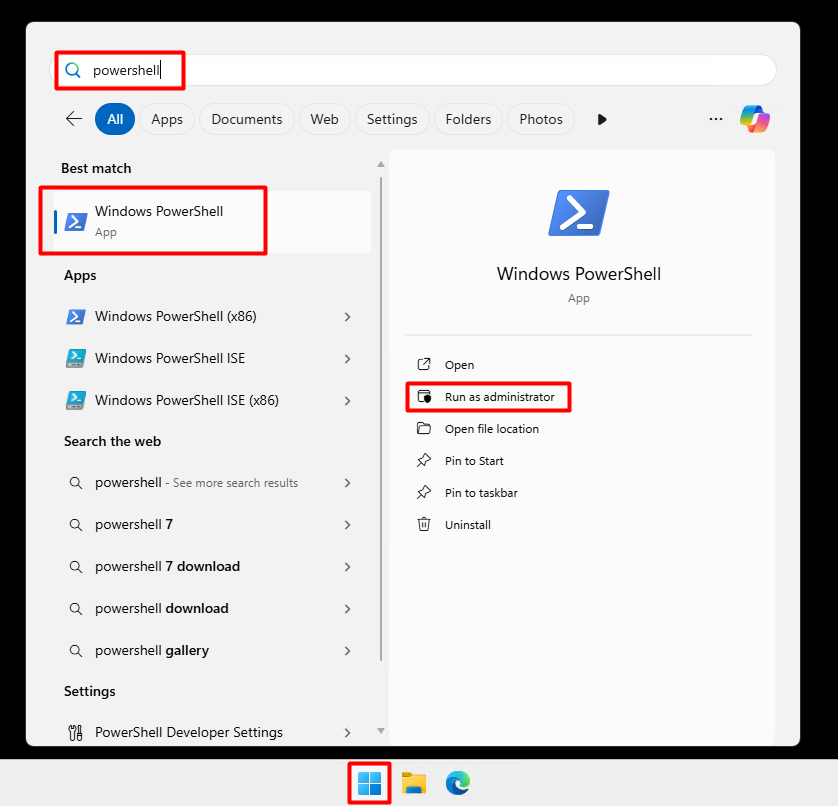 powershell
All
Apps
Documents
Web
Settings
Folders
Photos
Best match
Windows PowerShell
App
Apps
Windows PowerShell (x86)
Windows PowerShell ISE
Windows PowerShell ISE (x86)
Search the web
powershell - See more search results
powershell 7
powershell 7 download
powershell download
powershell gallery
Settings
PowerShell Developer Settings
Windows PowerShell
App
Open
Run as administrator
Open file location
Pin to Start
Pin to taskbar
Uninstall